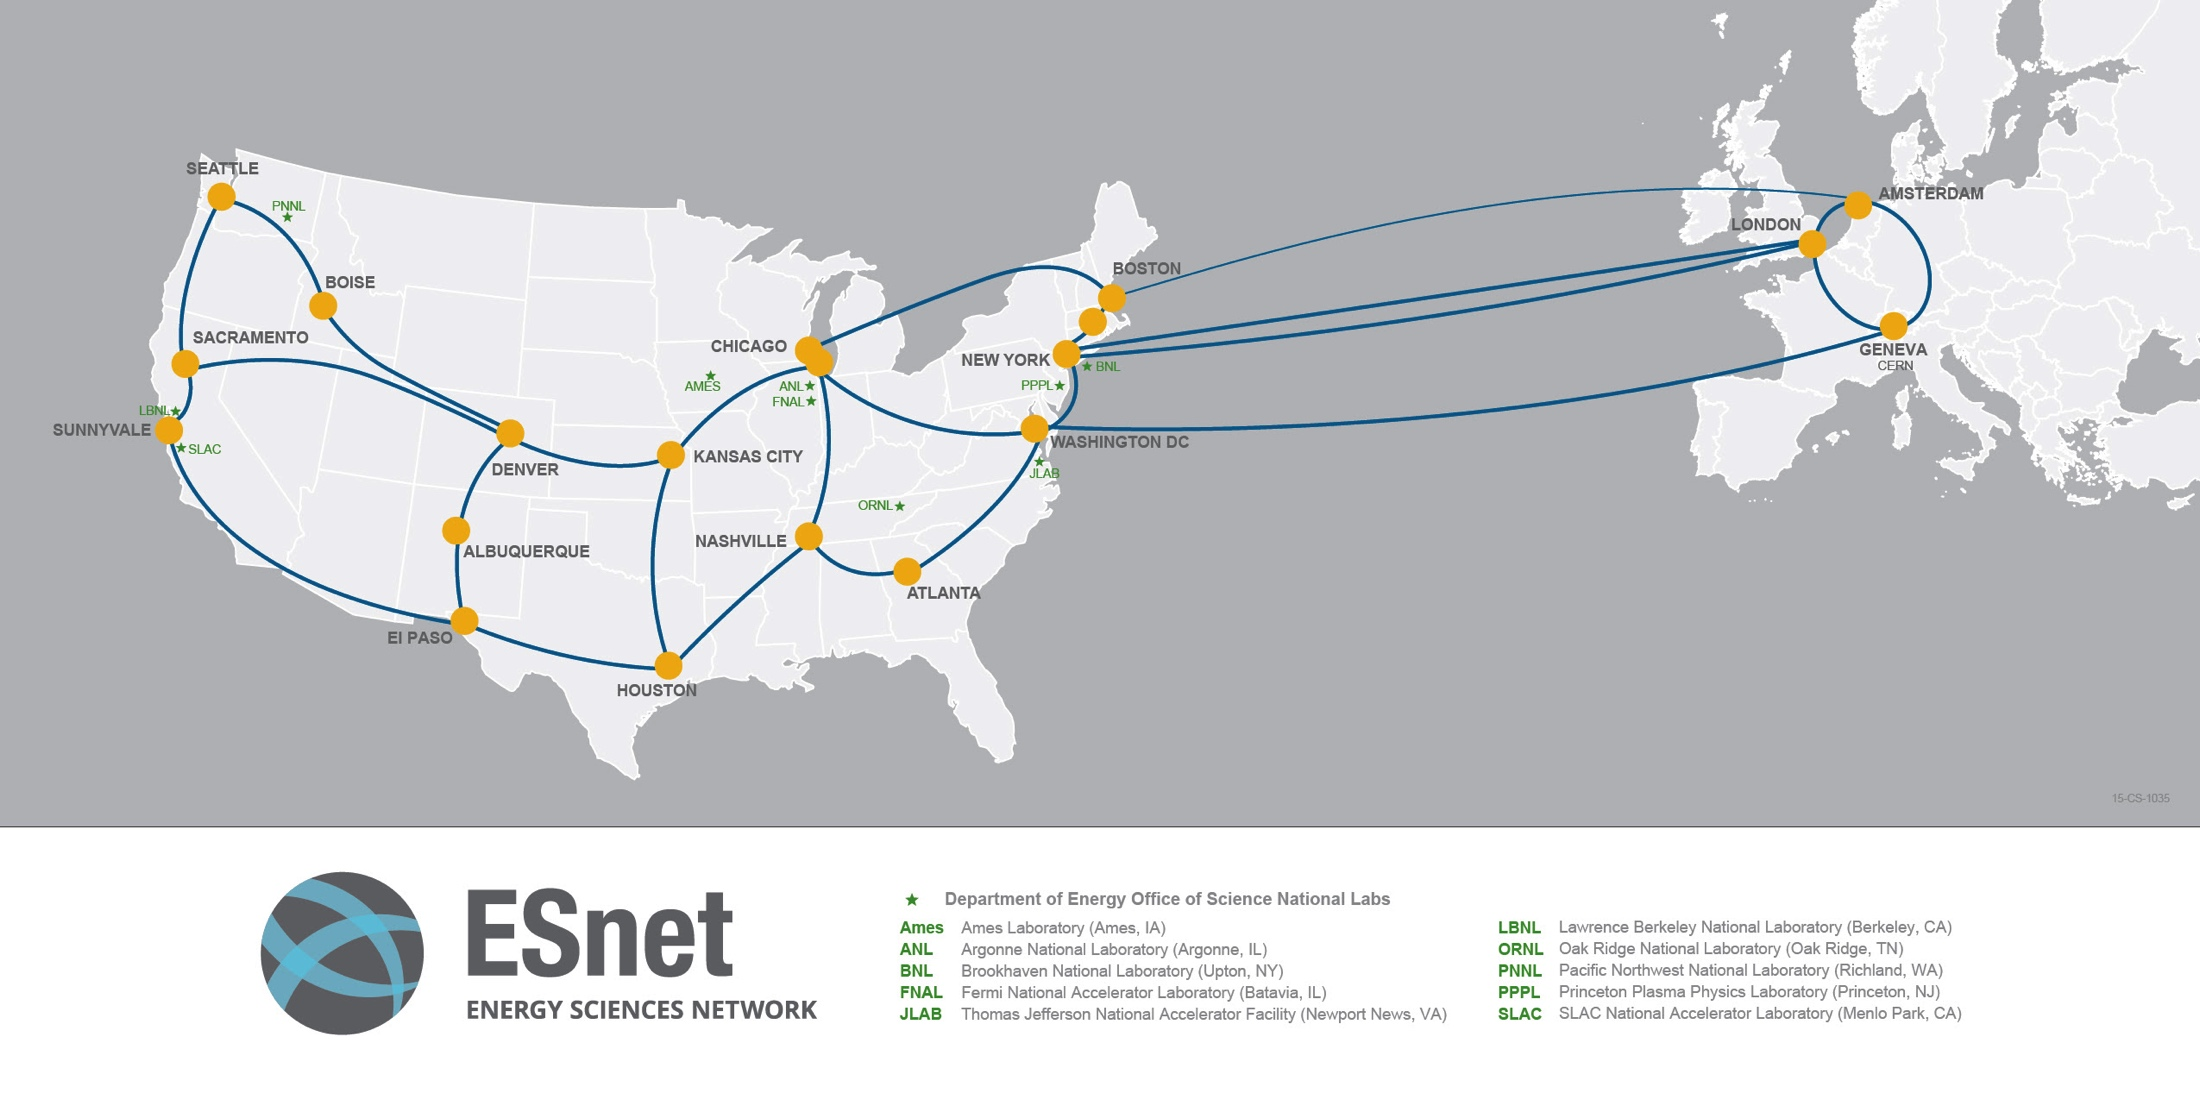 SEATTLE
PNNL
BOISE
SACRAMENTO
LBNL
SUNNYVALE
SLAC
DENVER
ALBUQUERQUE
EI PASO
HOUSTON
KANSAS CITY
CHICAGO
AMES
ANL
FNAL
NASHVILLE
ORNL
ATLANTA
BOSTON
NEW YORK
BNL
PPPL
WASHINGTON DC
JLAB
AMSTERDAM
LONDON
GENEVA
CERN
15-CS-1035
ESnet
ENERGY SCIENCES NETWORK
Department of Energy Office of Science National Labs
Ames Ames Laboratory (Ames, IA)
ANL Argonne National Laboratory (Argonne, IL)
BNL Brookhaven National Laboratory (Upton, NY)
FNAL Fermi National Accelerator Laboratory (Batavia, IL)
JLAB Thomas Jefferson National Accelerator Facility (Newport News, VA)
LBNL Lawrence Berkeley National Laboratory (Berkeley, CA)
ORNL Oak Ridge National Laboratory (Oak Ridge, TN)
PNNL Pacific Northwest National Laboratory (Richland, WA)
PPPL Princeton Plasma Physics Laboratory (Princeton, NJ)
SLAC SLAC National Accelerator Laboratory (Menlo Park, CA)